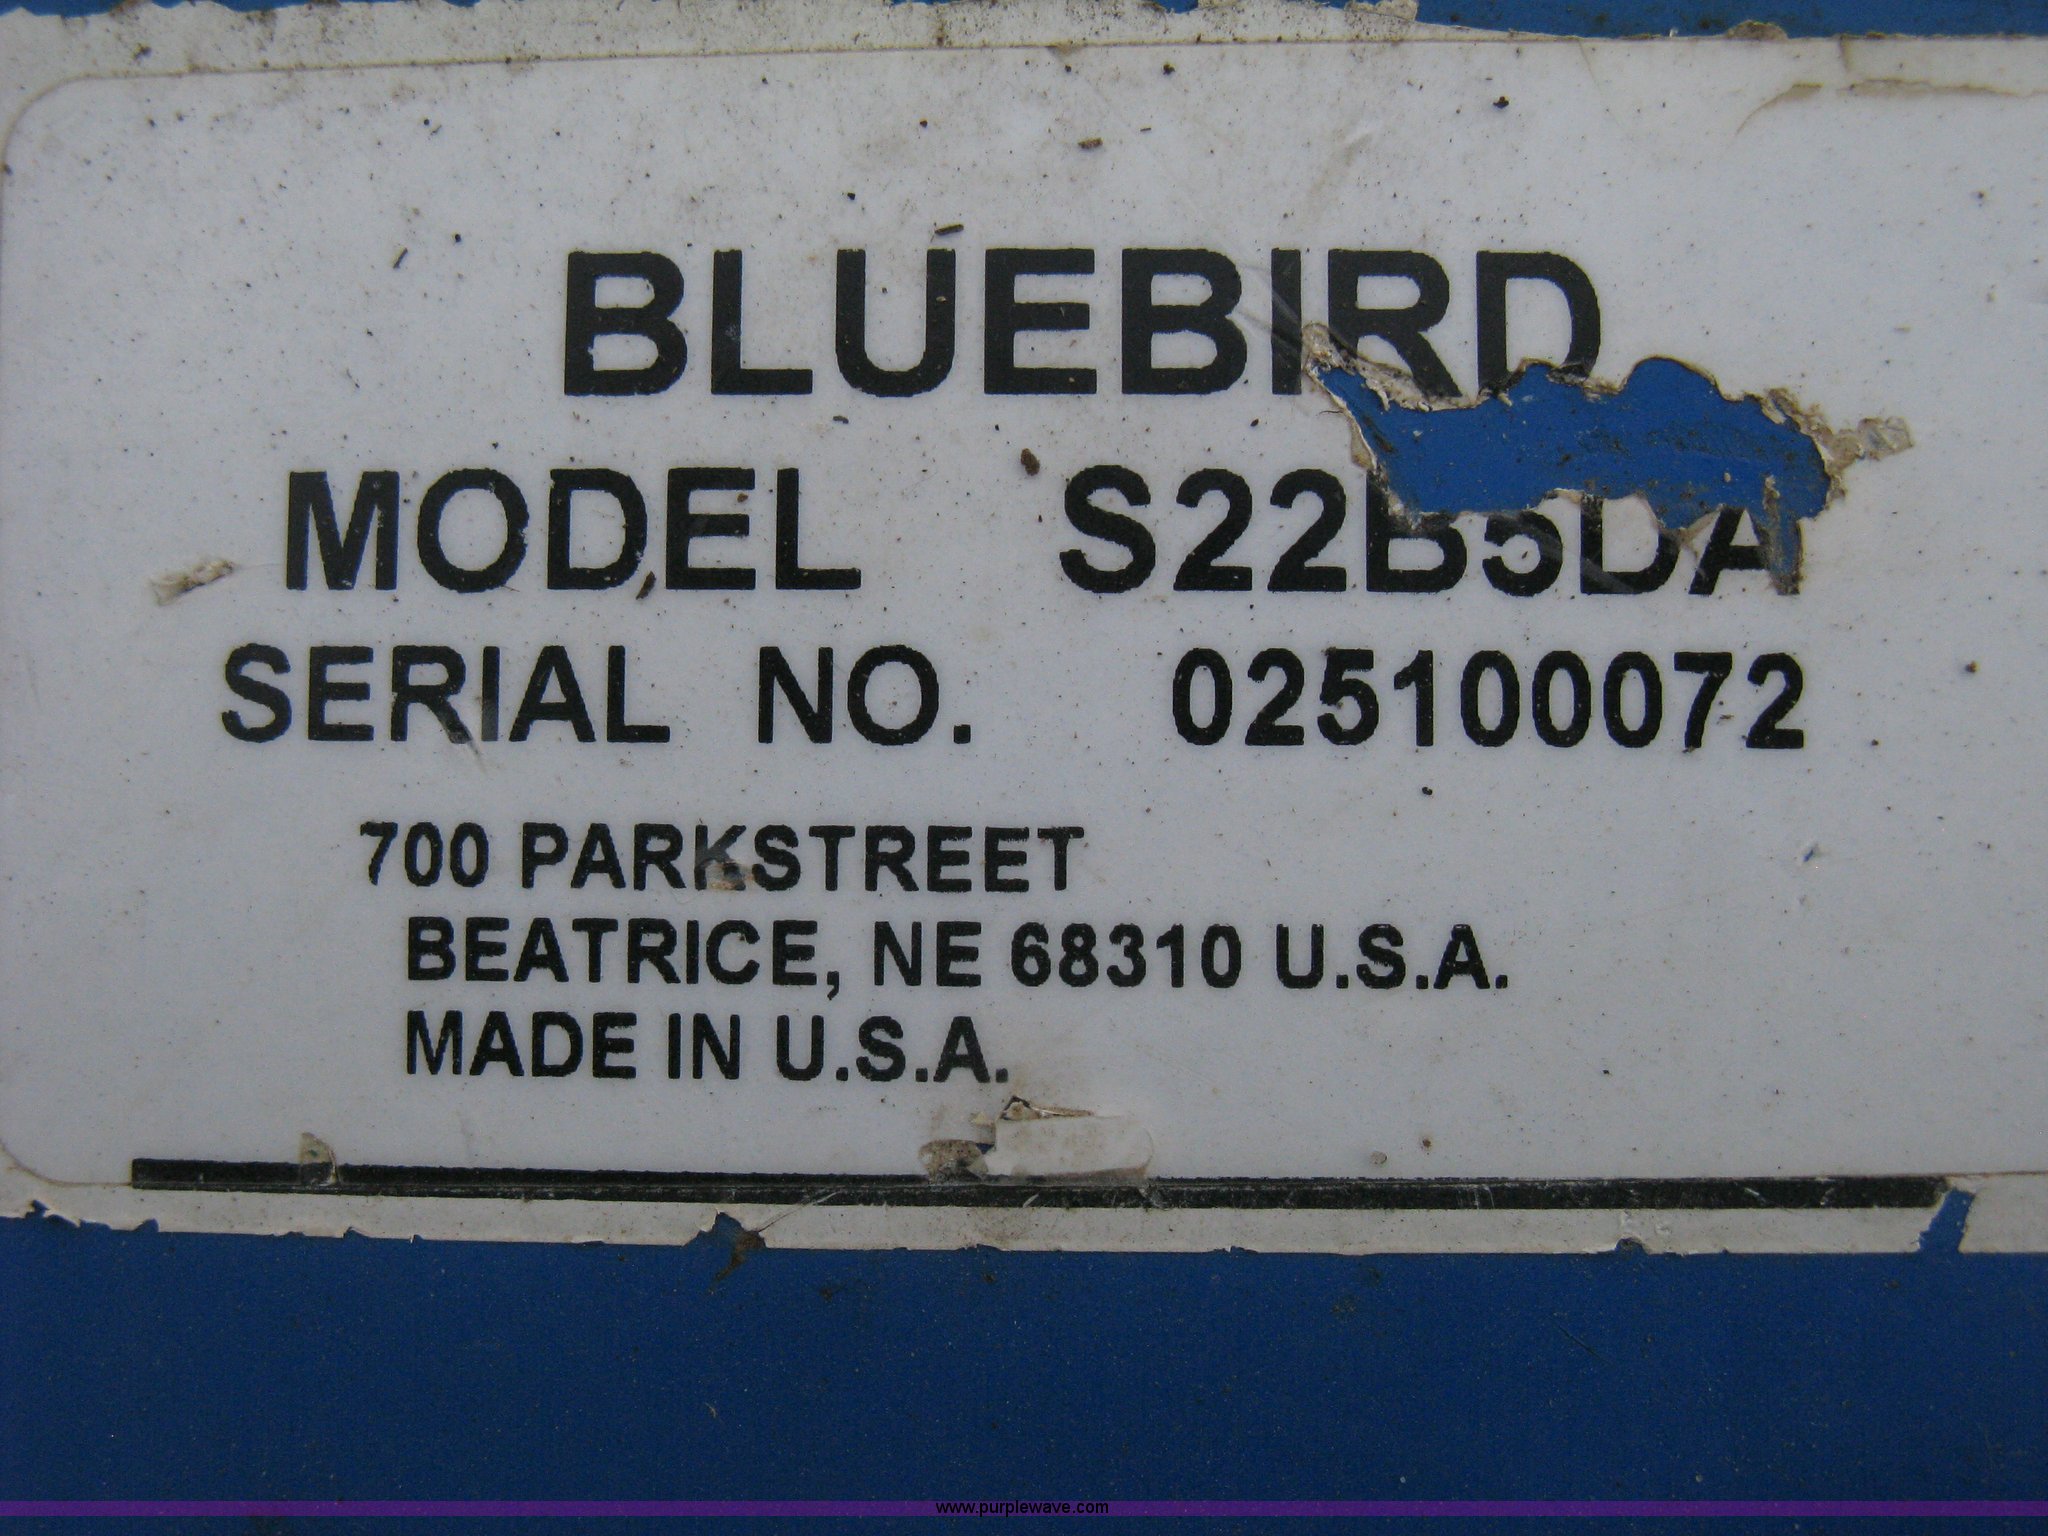 BLUEBIRD
MODEL S22B5DA
SERIAL NO. 025100072
700 PARKSTREET
BEATRICE, NE 68310 U.S.A.
MADE IN U.S.A.
www.purplewave.com